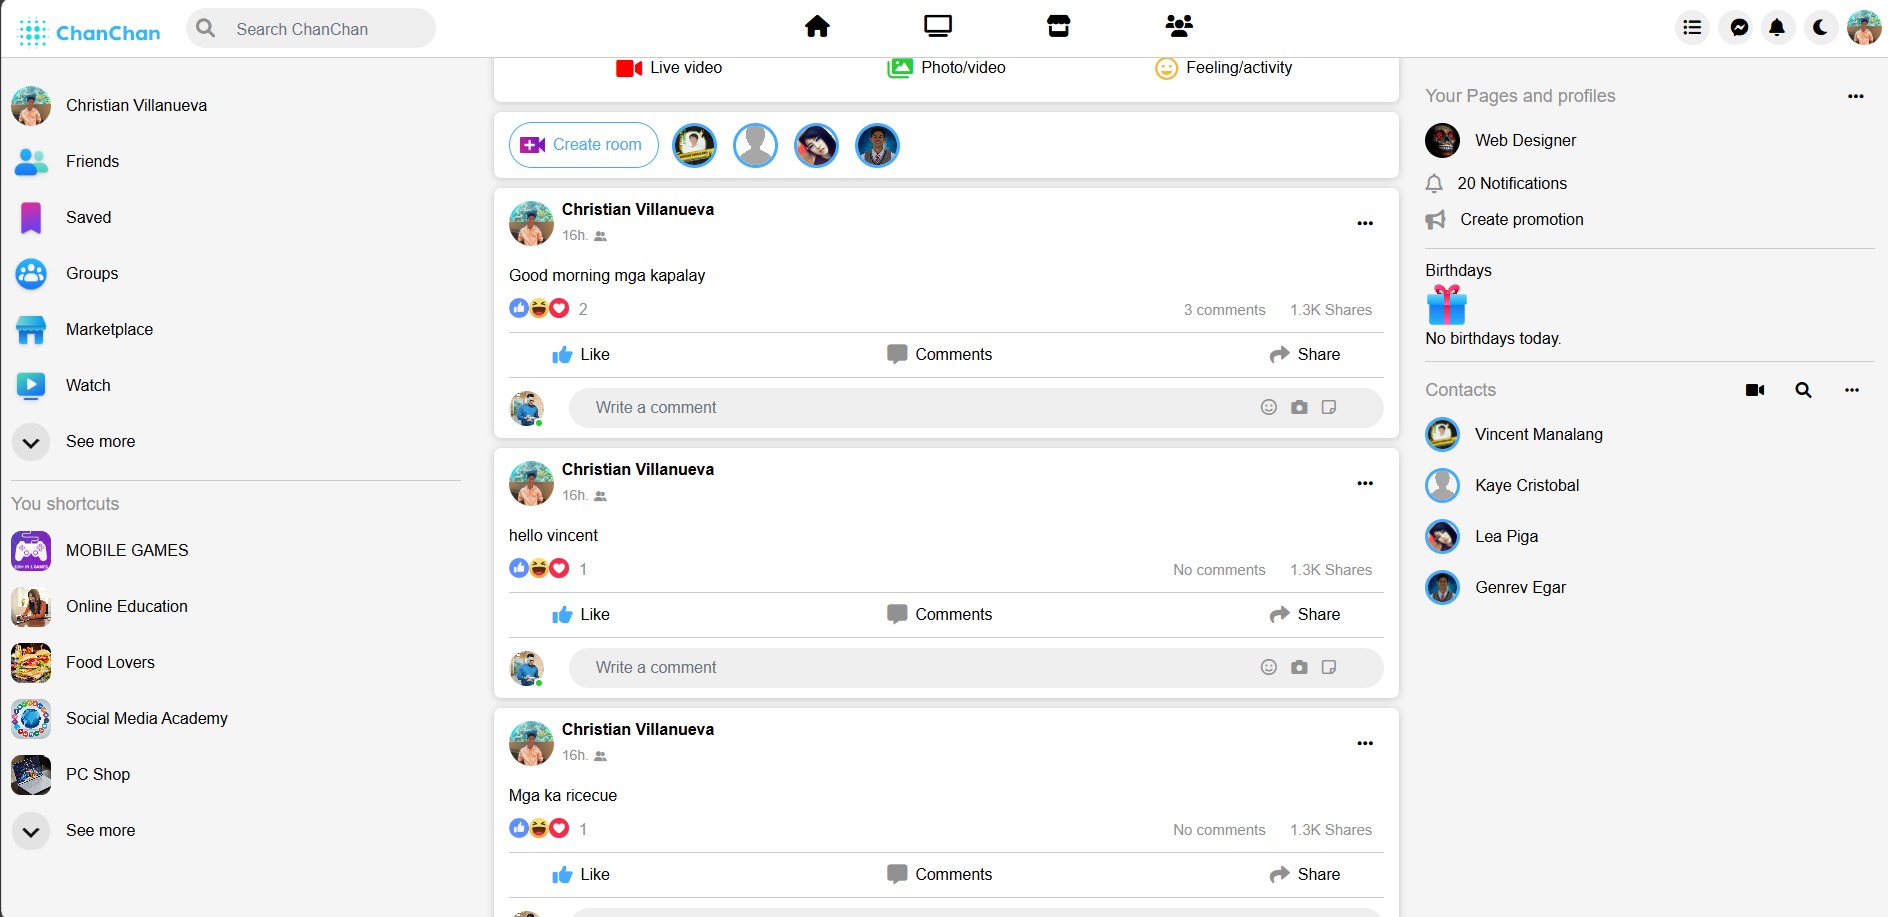 ChanChan
Search ChanChan
Christian Villanueva
Friends
Saved
Groups
Marketplace
Watch
See more
You shortcuts
MOBILE GAMES
Online Education
Food Lovers
Social Media Academy
PC Shop
See more
Live video
Photo/video
Feeling/activity
Create room
Christian Villanueva
16h.
Good morning mga kapalay
2
3 comments
1.3K Shares
Like
Comments
Share
Write a comment
Christian Villanueva
16h.
hello vincent
1
No comments
1.3K Shares
Like
Comments
Share
Write a comment
Christian Villanueva
16h.
Mga ka ricecue
1
No comments
1.3K Shares
Like
Comments
Share
Your Pages and profiles
Web Designer
20 Notifications
Create promotion
Birthdays
No birthdays today.
Contacts
Vincent Manalang
Kaye Cristobal
Lea Piga
Genrev Egar